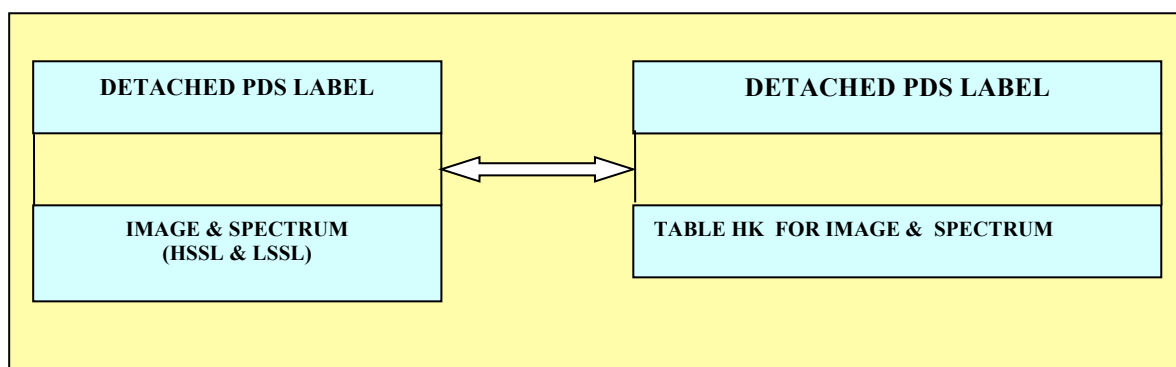 DETACHED PDS LABEL
DETACHED PDS LABEL
IMAGE & SPECTRUM
(HSSL & LSSL)
TABLE HK FOR IMAGE & SPECTRUM